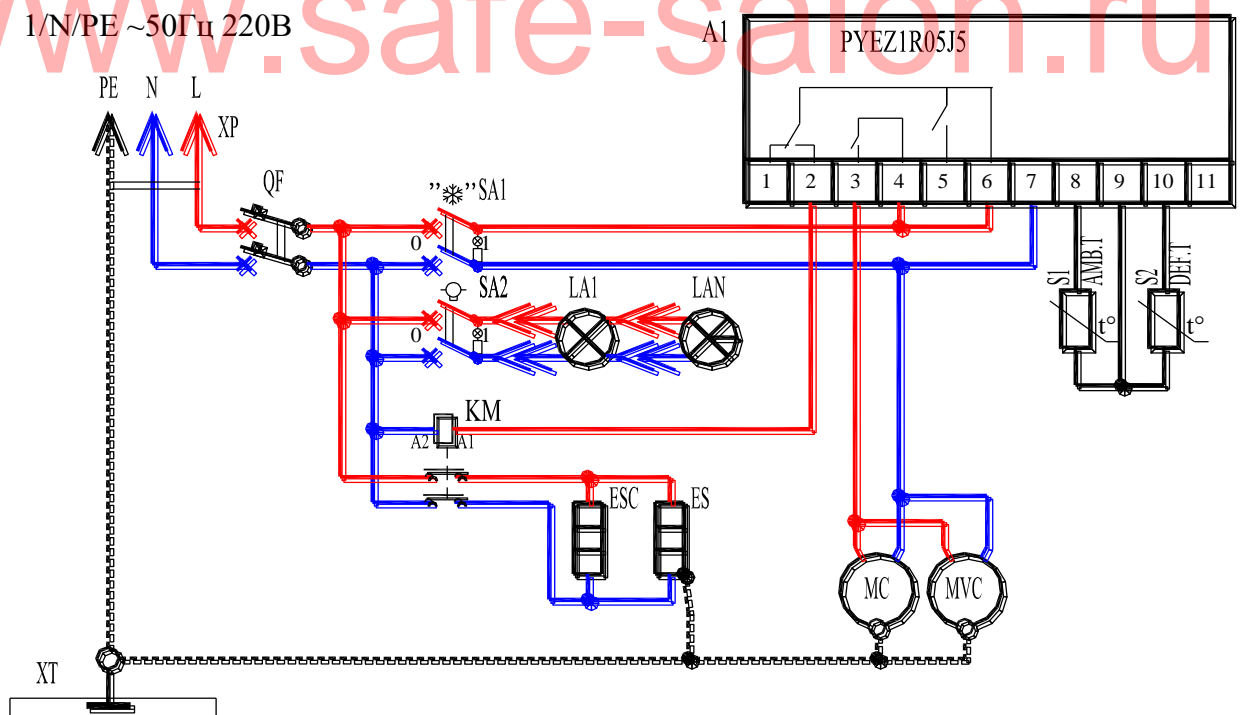 www.safe-salon.ru
1/N/PE ~50Гц 220В
A1
PYEZ1R05J5
PE N L
XP
QF
"❄" SA1
0 1
SA2 LA1 LAN
0 1
1 2 3 4 5 6 7 8 9 10 11
S1
AMB.T
t°
S2
DEF.T
t°
KM
A2 A1
ESC ES
MC MVC
XT